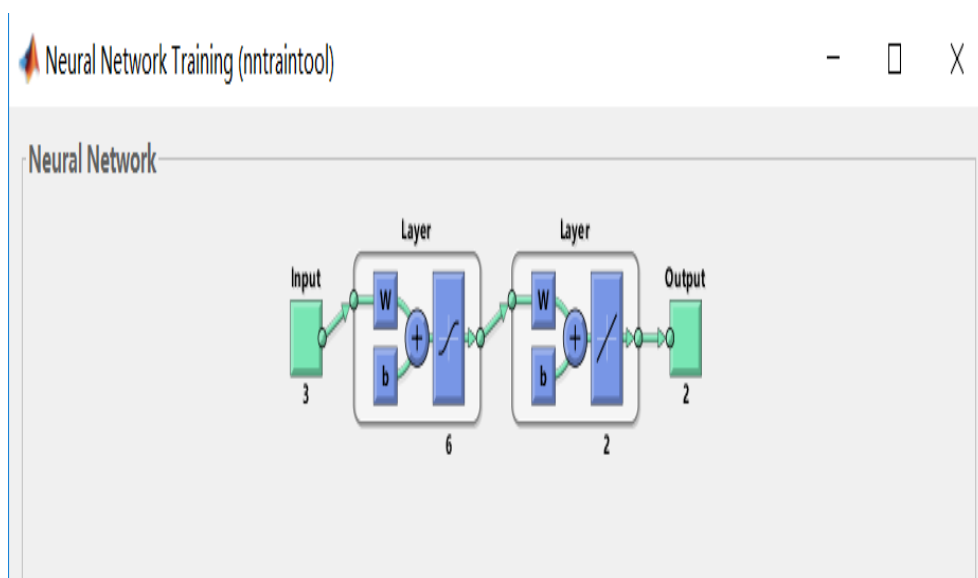 Neural Network Training (nntraintool)
Neural Network
Layer
Layer
Input
Output
W
W
+
+
b
b
3
2
6
2